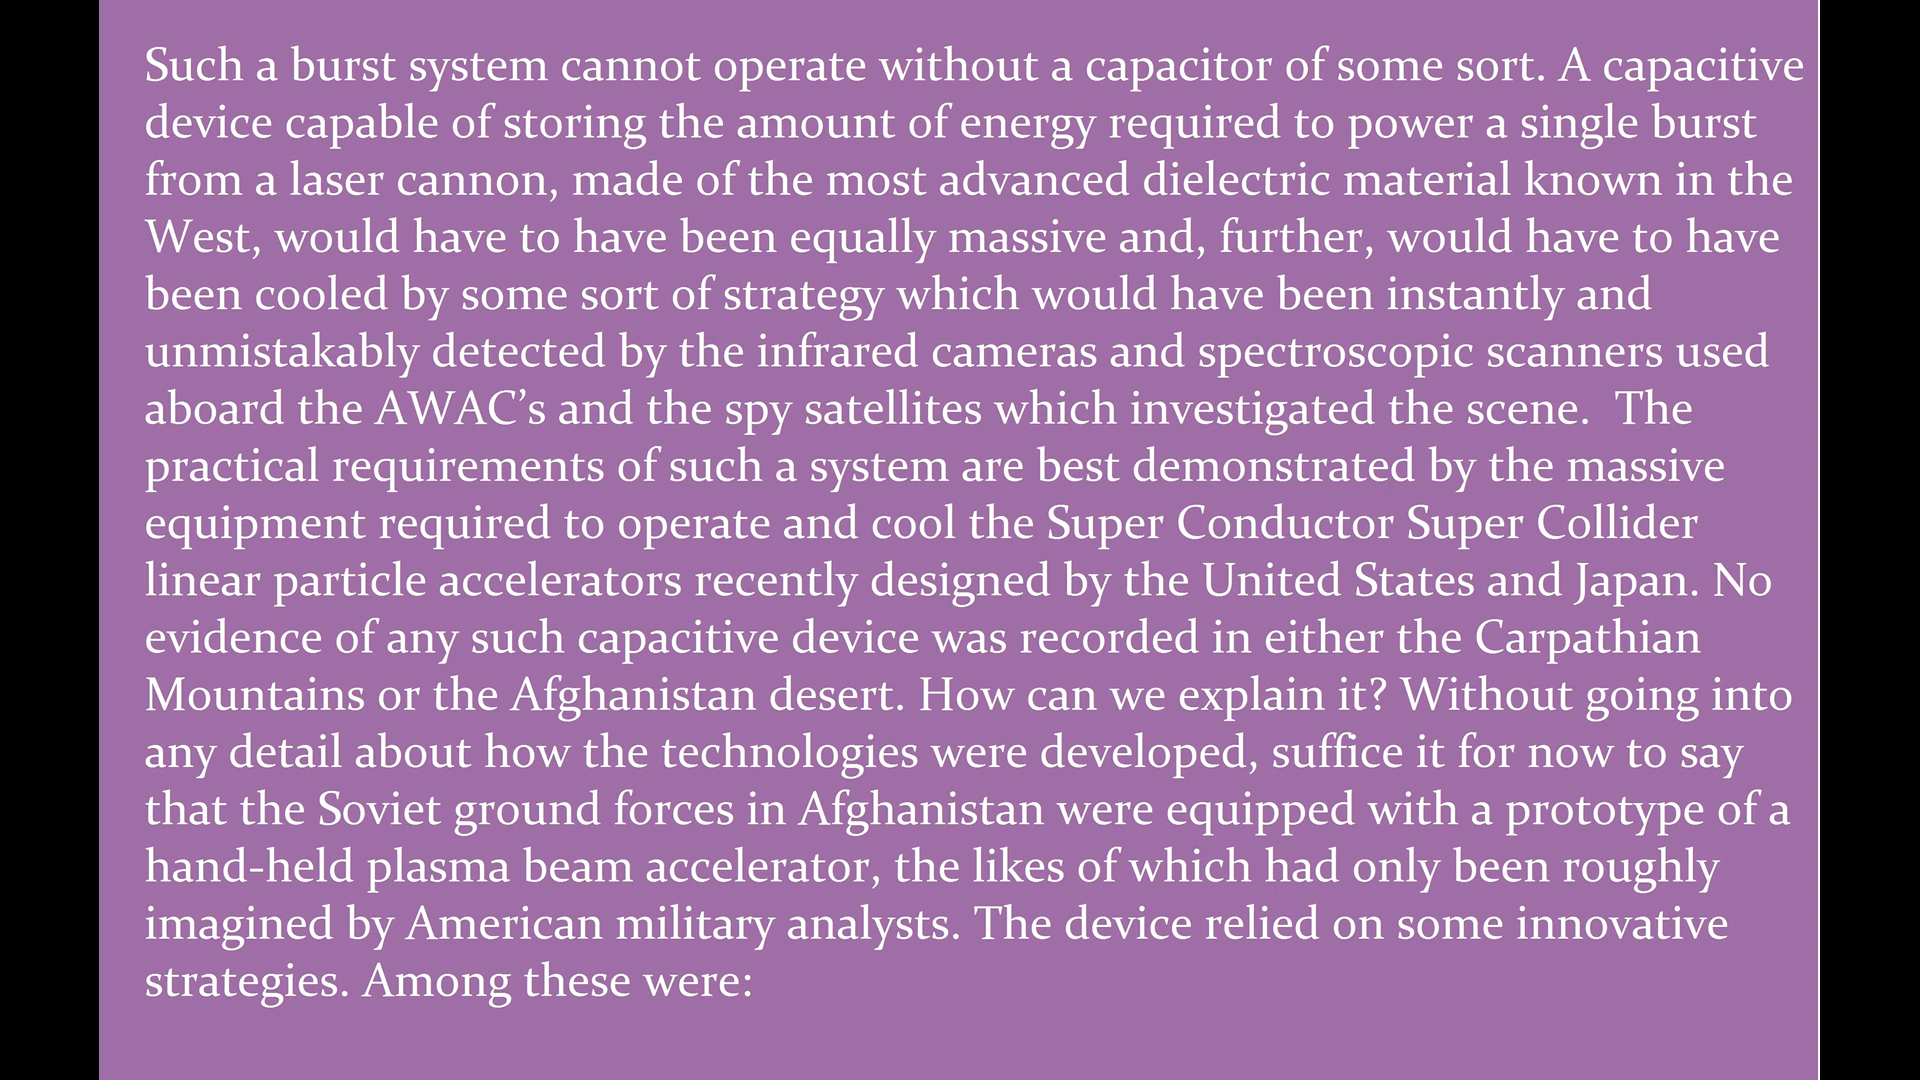 Such a burst system cannot operate without a capacitor of some sort. A capacitive
device capable of storing the amount of energy required to power a single burst
from a laser cannon, made of the most advanced dielectric material known in the
West, would have to have been equally massive and, further, would have to have
been cooled by some sort of strategy which would have been instantly and
unmistakably detected by the infrared cameras and spectroscopic scanners used
aboard the AWAC’s and the spy satellites which investigated the scene.  The
practical requirements of such a system are best demonstrated by the massive
equipment required to operate and cool the Super Conductor Super Collider
linear particle accelerators recently designed by the United States and Japan. No
evidence of any such capacitive device was recorded in either the Carpathian
Mountains or the Afghanistan desert. How can we explain it? Without going into
any detail about how the technologies were developed, suffice it for now to say
that the Soviet ground forces in Afghanistan were equipped with a prototype of a
hand-held plasma beam accelerator, the likes of which had only been roughly
imagined by American military analysts. The device relied on some innovative
strategies. Among these were: